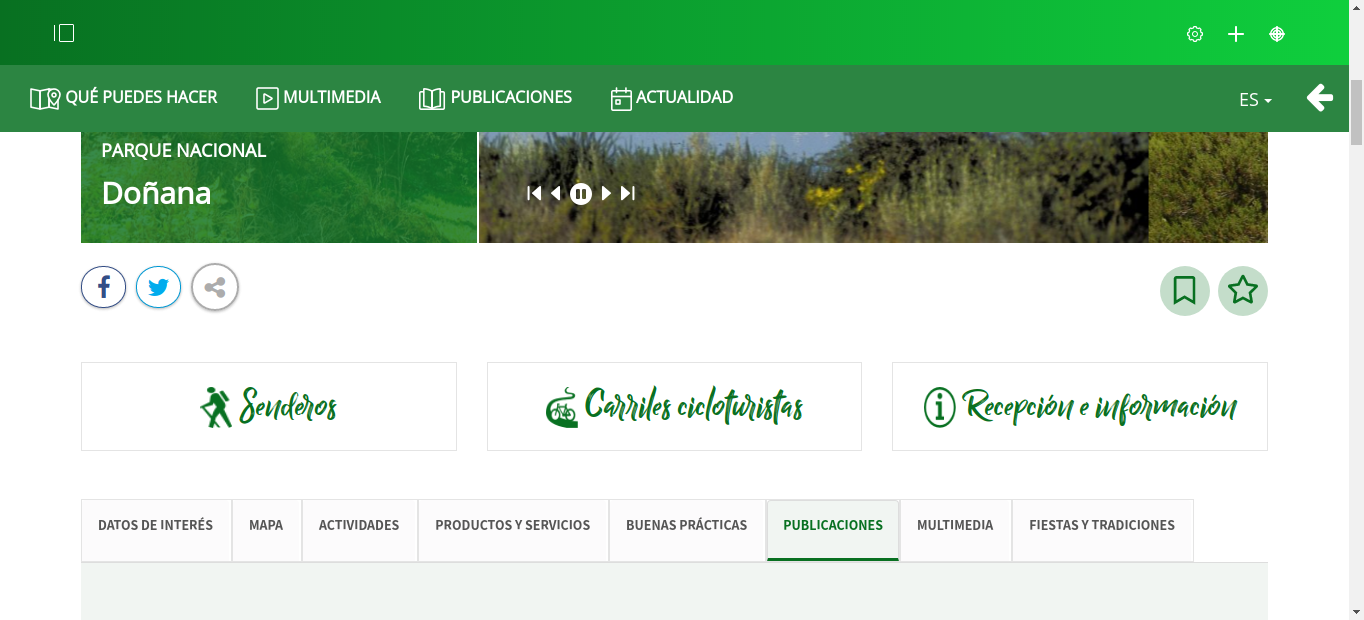 QUÉ PUEDES HACER
MULTIMEDIA
PUBLICACIONES
ACTUALIDAD
ES
PARQUE NACIONAL
Doñana
Senderos
Carriles cicloturistas
Recepción e información
DATOS DE INTERÉS
MAPA
ACTIVIDADES
PRODUCTOS Y SERVICIOS
BUENAS PRÁCTICAS
PUBLICACIONES
MULTIMEDIA
FIESTAS Y TRADICIONES